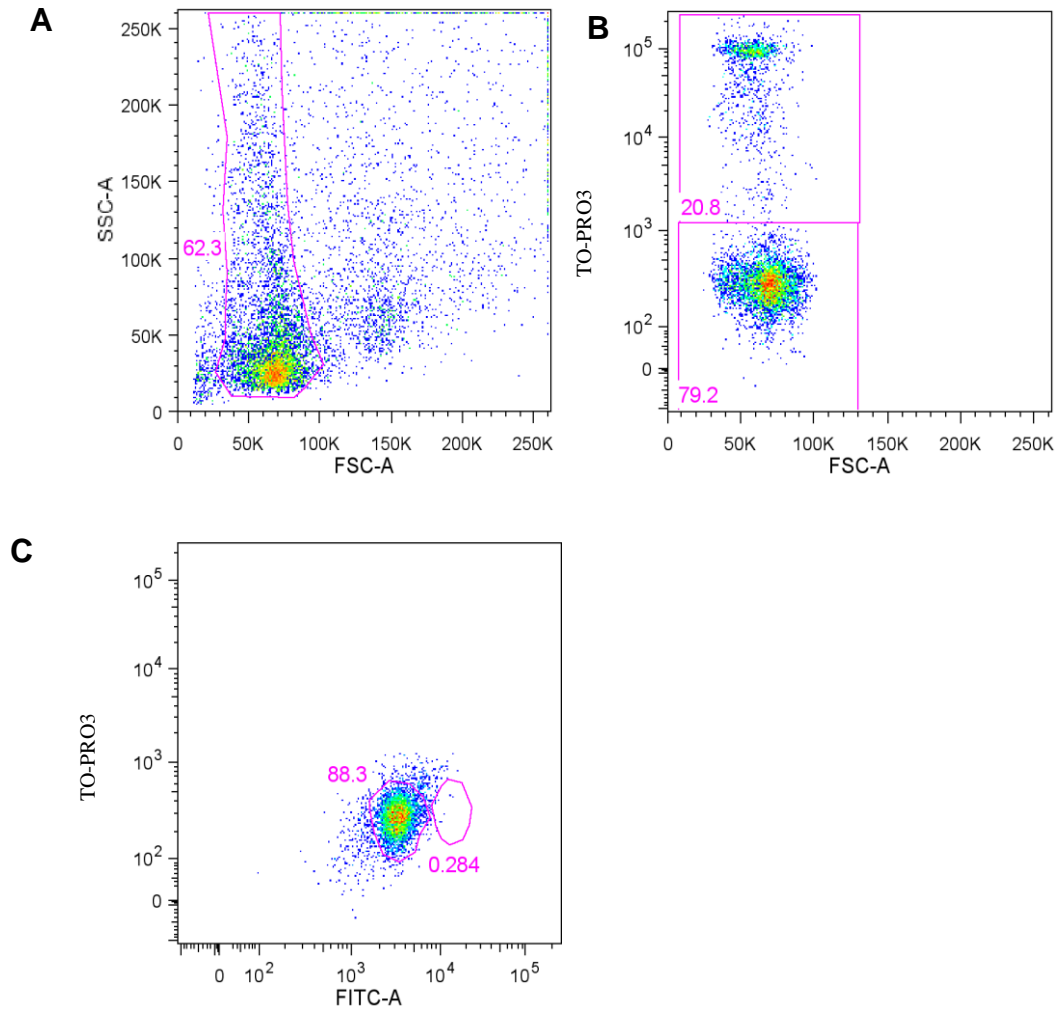 A
250K
200K
150K
100K
50K
0
SSC-A
62.3
0 50K 100K 150K 200K 250K
FSC-A
B
10^5
10^4
10^3
10^2
0
TO-PRO3
20.8
79.2
0 50K 100K 150K 200K 250K
FSC-A
C
10^5
10^4
10^3
10^2
0
TO-PRO3
88.3
0.284
0 10^2 10^3 10^4 10^5
FITC-A